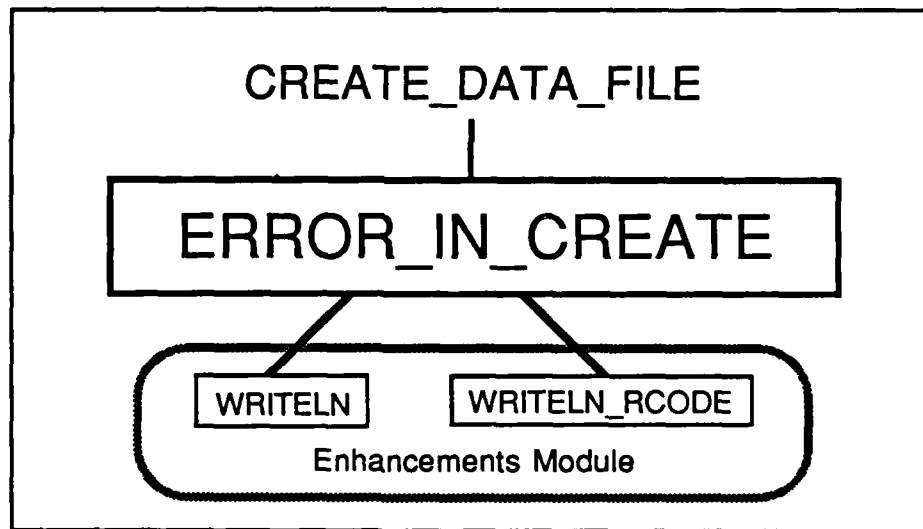 CREATE_DATA_FILE
ERROR_IN_CREATE
WRITELN WRITELN_RCODE
Enhancements Module